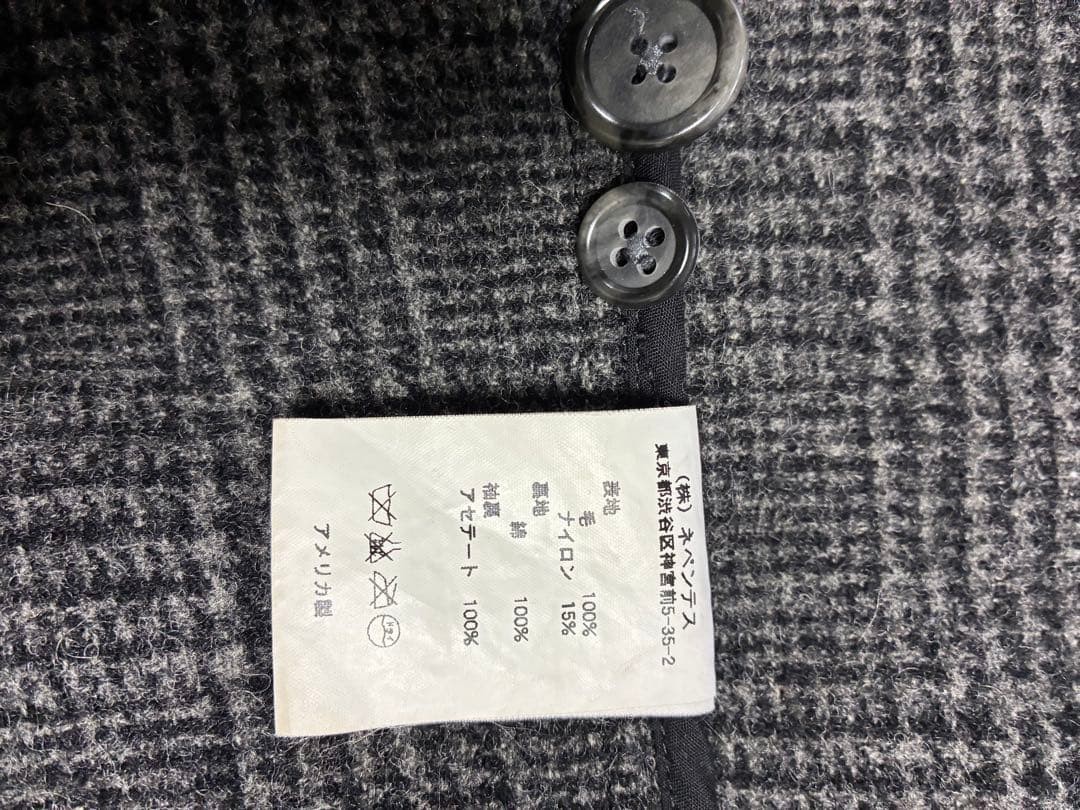 (株) ネペンテス
東京都渋谷区神宮前5-35-2
表地
毛 100%
ナイロン 15%
裏地
綿 100%
袖裏
アセテート 100%
アメリカ製